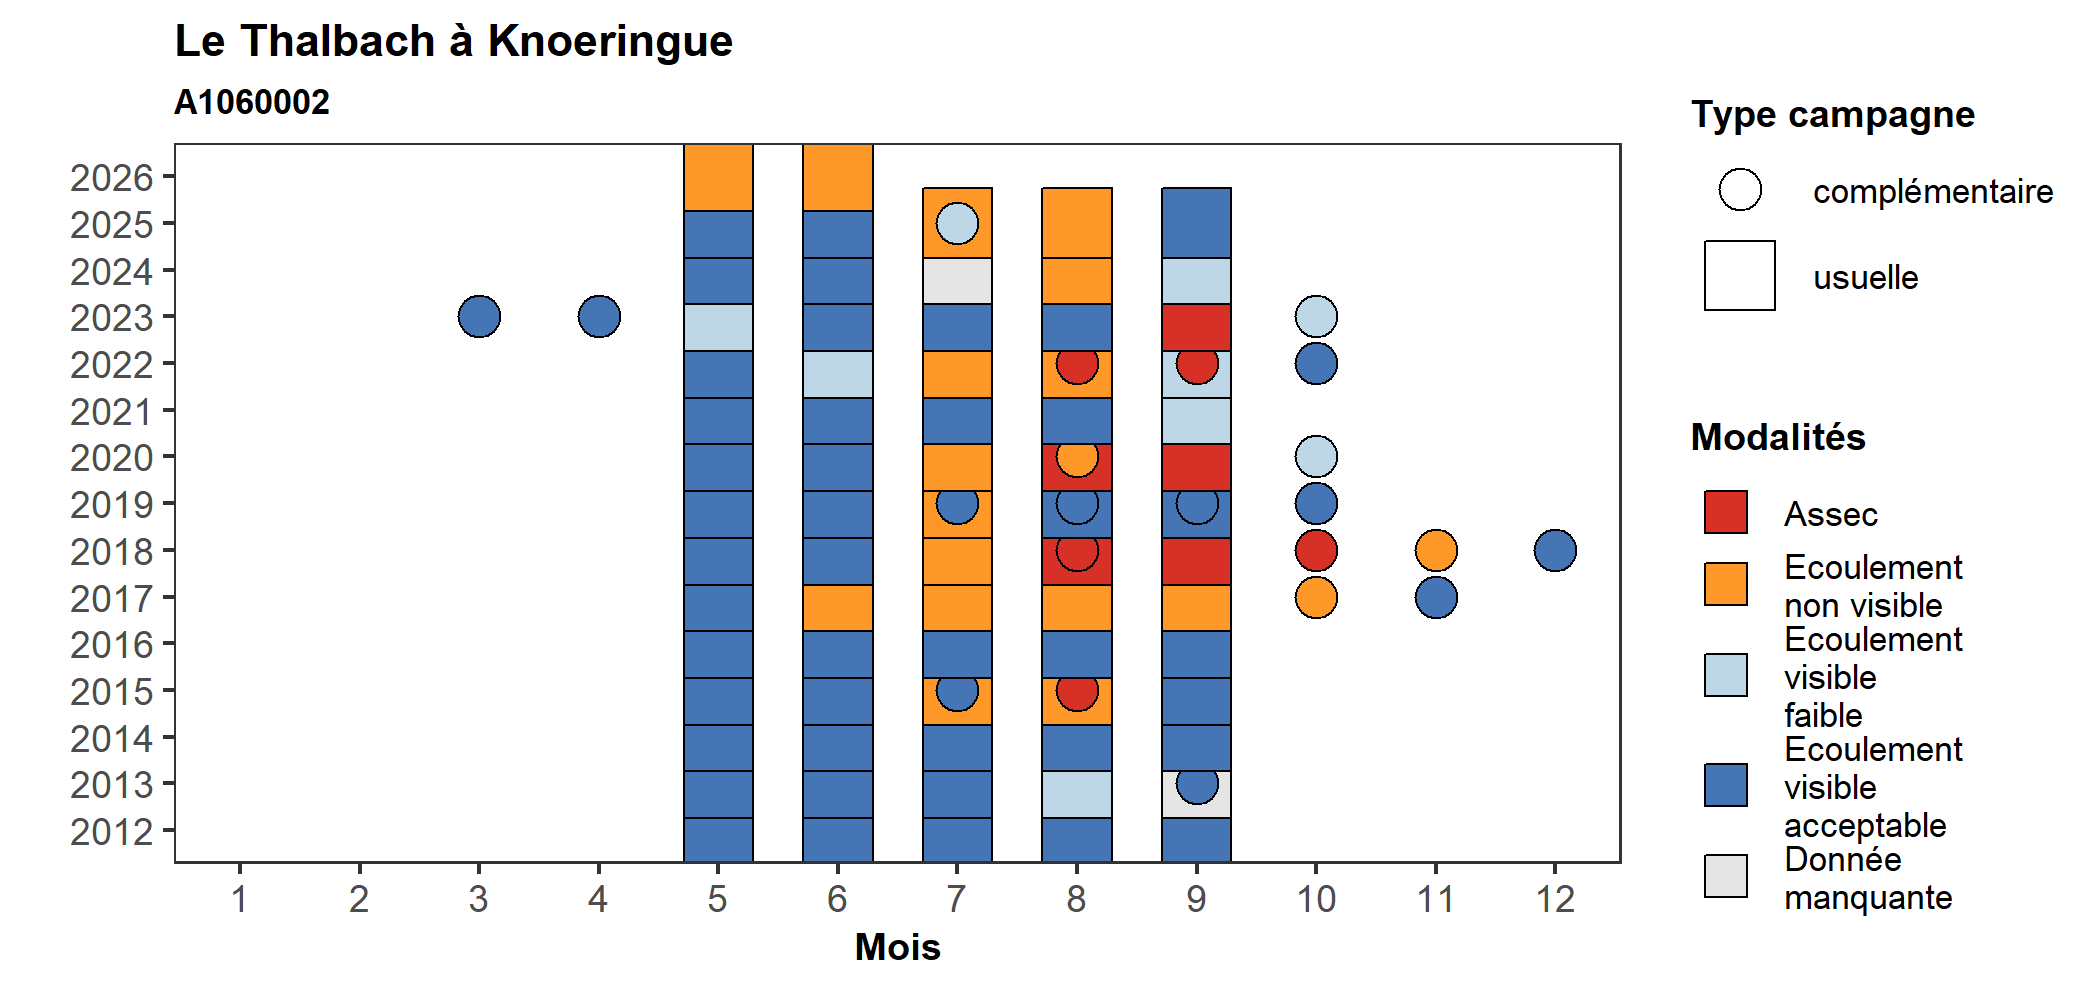 Le Thalbach à Knoeringue
A1060002
2026
2025
2024
2023
2022
2021
2020
2019
2018
2017
2016
2015
2014
2013
2012
1 2 3 4 5 6 7 8 9 10 11 12
Mois
Type campagne
complémentaire
usuelle
Modalités
Assec
Ecoulement
non visible
Ecoulement
visible
faible
Ecoulement
visible
acceptable
Donnée
manquante